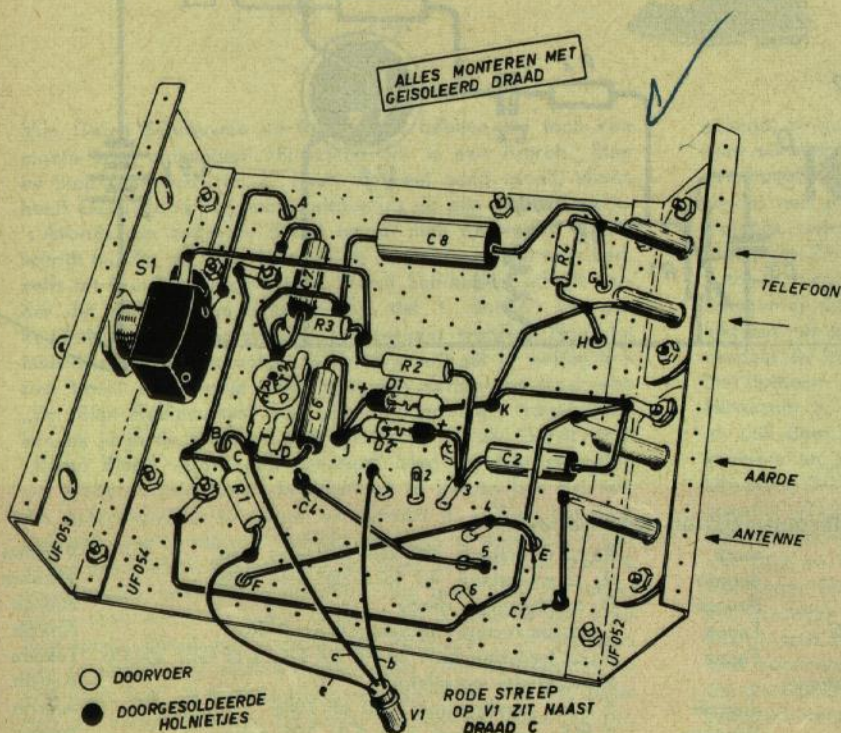 ALLES MONTEREN MET
GEISOLEERD DRAAD
A
S1
C7
C8
R4
G
TELEFOON
R3
H
R2
D1
+
K
B
C
C6
D
J
D2
+
C2
AARDE
R1
1
2
3
C4
4
5
E
ANTENNE
UF053
UF054
F
6
C1
UF052
c
b
a
DOORVOER
DOORGESOLDEERDE
HOLNIETJES
V1
RODE STREEP
OP V1 ZIT NAAST
DRAAD C